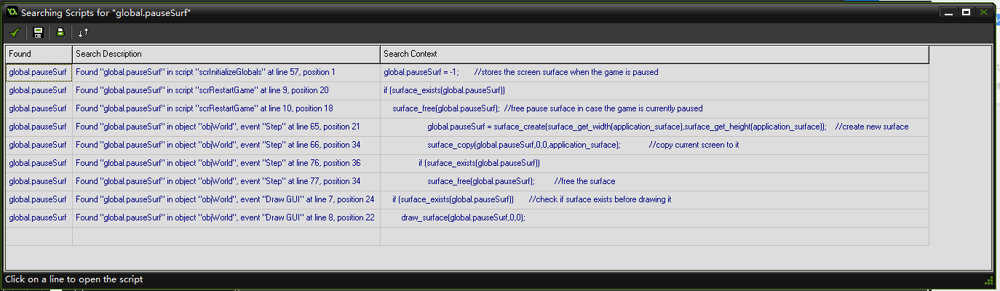 Searching Scripts for "global.pauseSurf"
Found Search Description Search Context
global.pauseSurf Found "global.pauseSurf" in script "scrInitializeGlobals" at line 57, position 1 global.pauseSurf = -1; //stores the screen surface when the game is paused
global.pauseSurf Found "global.pauseSurf" in script "scrRestartGame" at line 9, position 20 if (surface_exists(global.pauseSurf))
global.pauseSurf Found "global.pauseSurf" in script "scrRestartGame" at line 10, position 18 surface_free(global.pauseSurf); //free pause surface in case the game is currently paused
global.pauseSurf Found "global.pauseSurf" in object "objWorld", event "Step" at line 65, position 21 global.pauseSurf = surface_create(surface_get_width(application_surface),surface_get_height(application_surface)); //create new surface
global.pauseSurf Found "global.pauseSurf" in object "objWorld", event "Step" at line 66, position 34 surface_copy(global.pauseSurf,0,0,application_surface); //copy current screen to it
global.pauseSurf Found "global.pauseSurf" in object "objWorld", event "Step" at line 76, position 36 if (surface_exists(global.pauseSurf))
global.pauseSurf Found "global.pauseSurf" in object "objWorld", event "Step" at line 77, position 34 surface_free(global.pauseSurf); //free the surface
global.pauseSurf Found "global.pauseSurf" in object "objWorld", event "Draw GUI" at line 7, position 24 if (surface_exists(global.pauseSurf)) //check if surface exists before drawing it
global.pauseSurf Found "global.pauseSurf" in object "objWorld", event "Draw GUI" at line 8, position 22 draw_surface(global.pauseSurf,0,0);
Click on a line to open the script